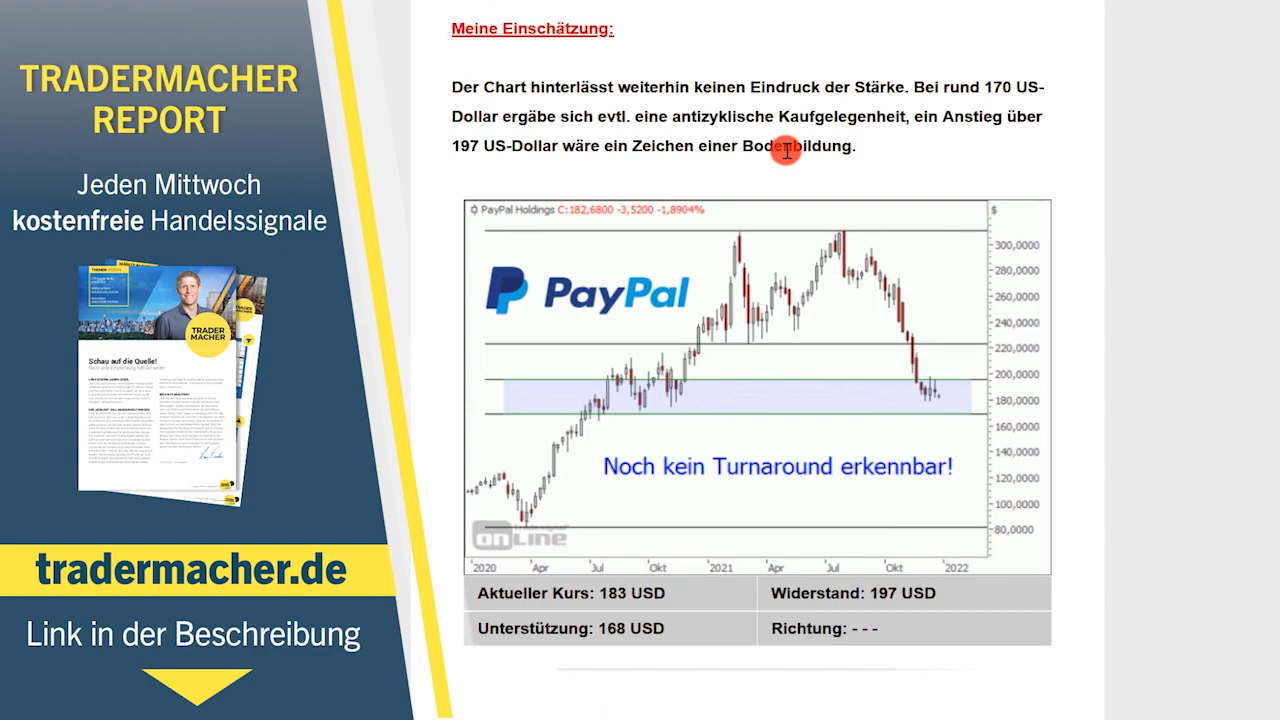 TRADERMACHER
REPORT
Jeden Mittwoch
kostenfreie Handelssignale
TRADER
MACHER
Schau auf die Quelle!
tradermacher.de
Link in der Beschreibung
Meine Einschätzung:
Der Chart hinterlässt weiterhin keinen Eindruck der Stärke. Bei rund 170 US-
Dollar ergäbe sich evtl. eine antizyklische Kaufgelegenheit, ein Anstieg über
197 US-Dollar wäre ein Zeichen einer Bodenbildung.
PayPal Holdings C:182,6800 -3,5200 -1,8904%
$
PayPal
300,0000
280,0000
260,0000
240,0000
220,0000
200,0000
180,0000
160,0000
140,0000
120,0000
100,0000
80,0000
Noch kein Turnaround erkennbar!
OnLine
2020 Apr Jul Okt 2021 Apr Jul Okt 2022
Aktueller Kurs: 183 USD
Widerstand: 197 USD
Unterstützung: 168 USD
Richtung: - - -